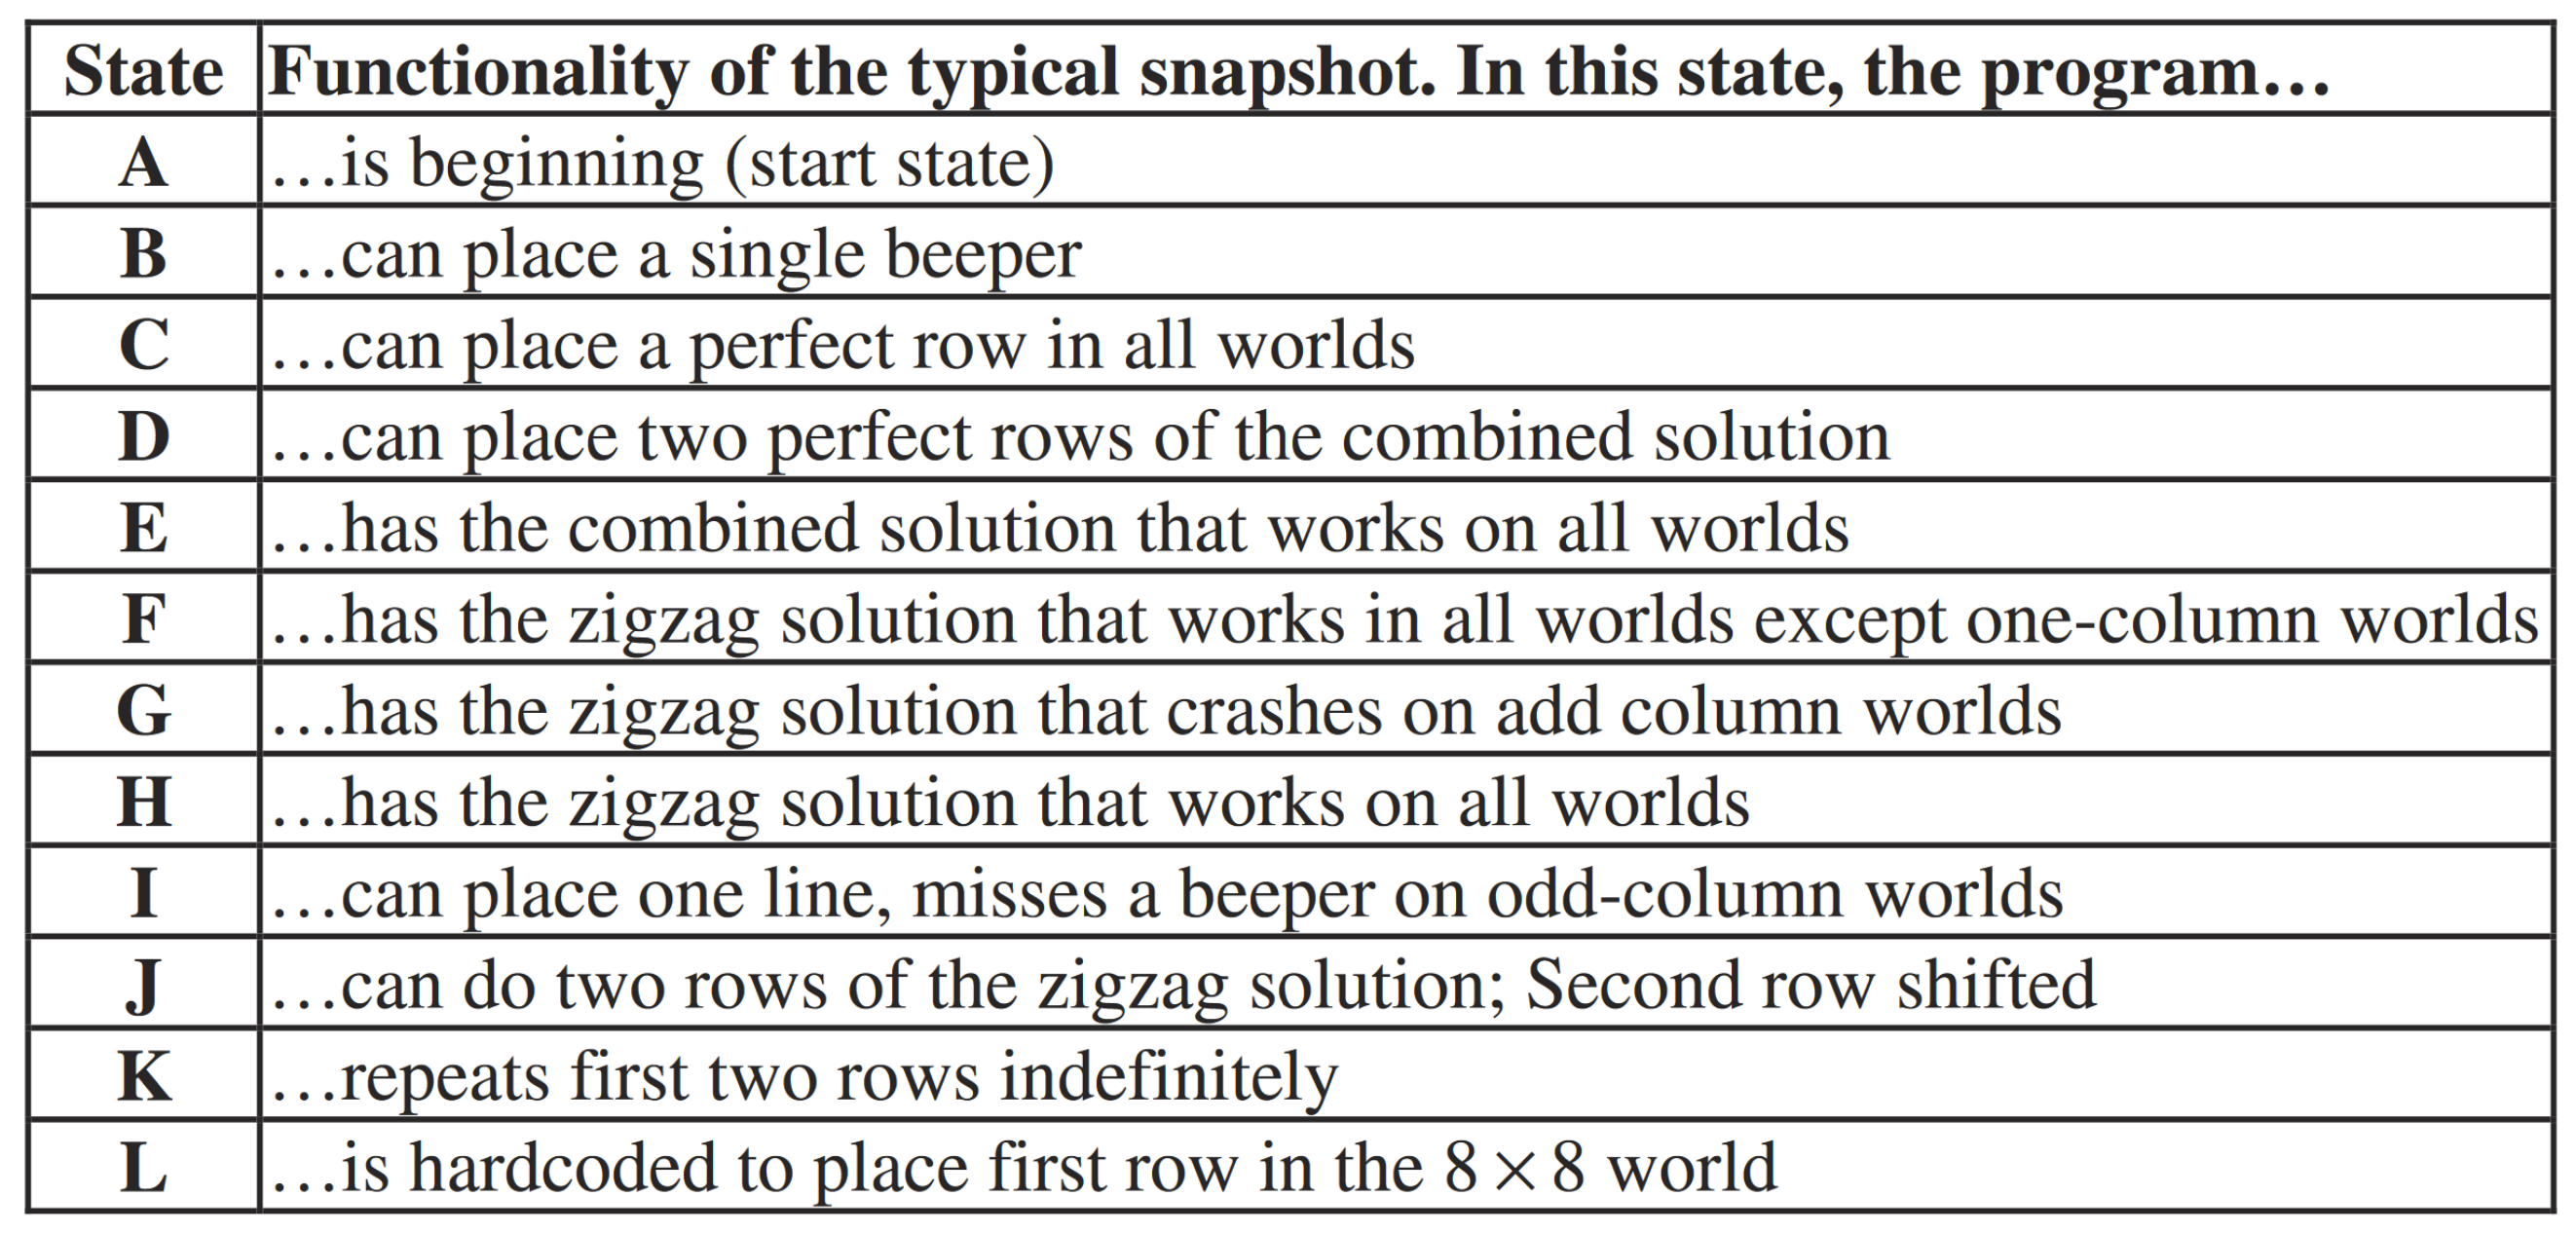 State Functionality of the typical snapshot. In this state, the program…
A …is beginning (start state)
B …can place a single beeper
C …can place a perfect row in all worlds
D …can place two perfect rows of the combined solution
E …has the combined solution that works on all worlds
F …has the zigzag solution that works in all worlds except one-column worlds
G …has the zigzag solution that crashes on add column worlds
H …has the zigzag solution that works on all worlds
I …can place one line, misses a beeper on odd-column worlds
J …can do two rows of the zigzag solution; Second row shifted
K …repeats first two rows indefinitely
L …is hardcoded to place first row in the 8 × 8 world